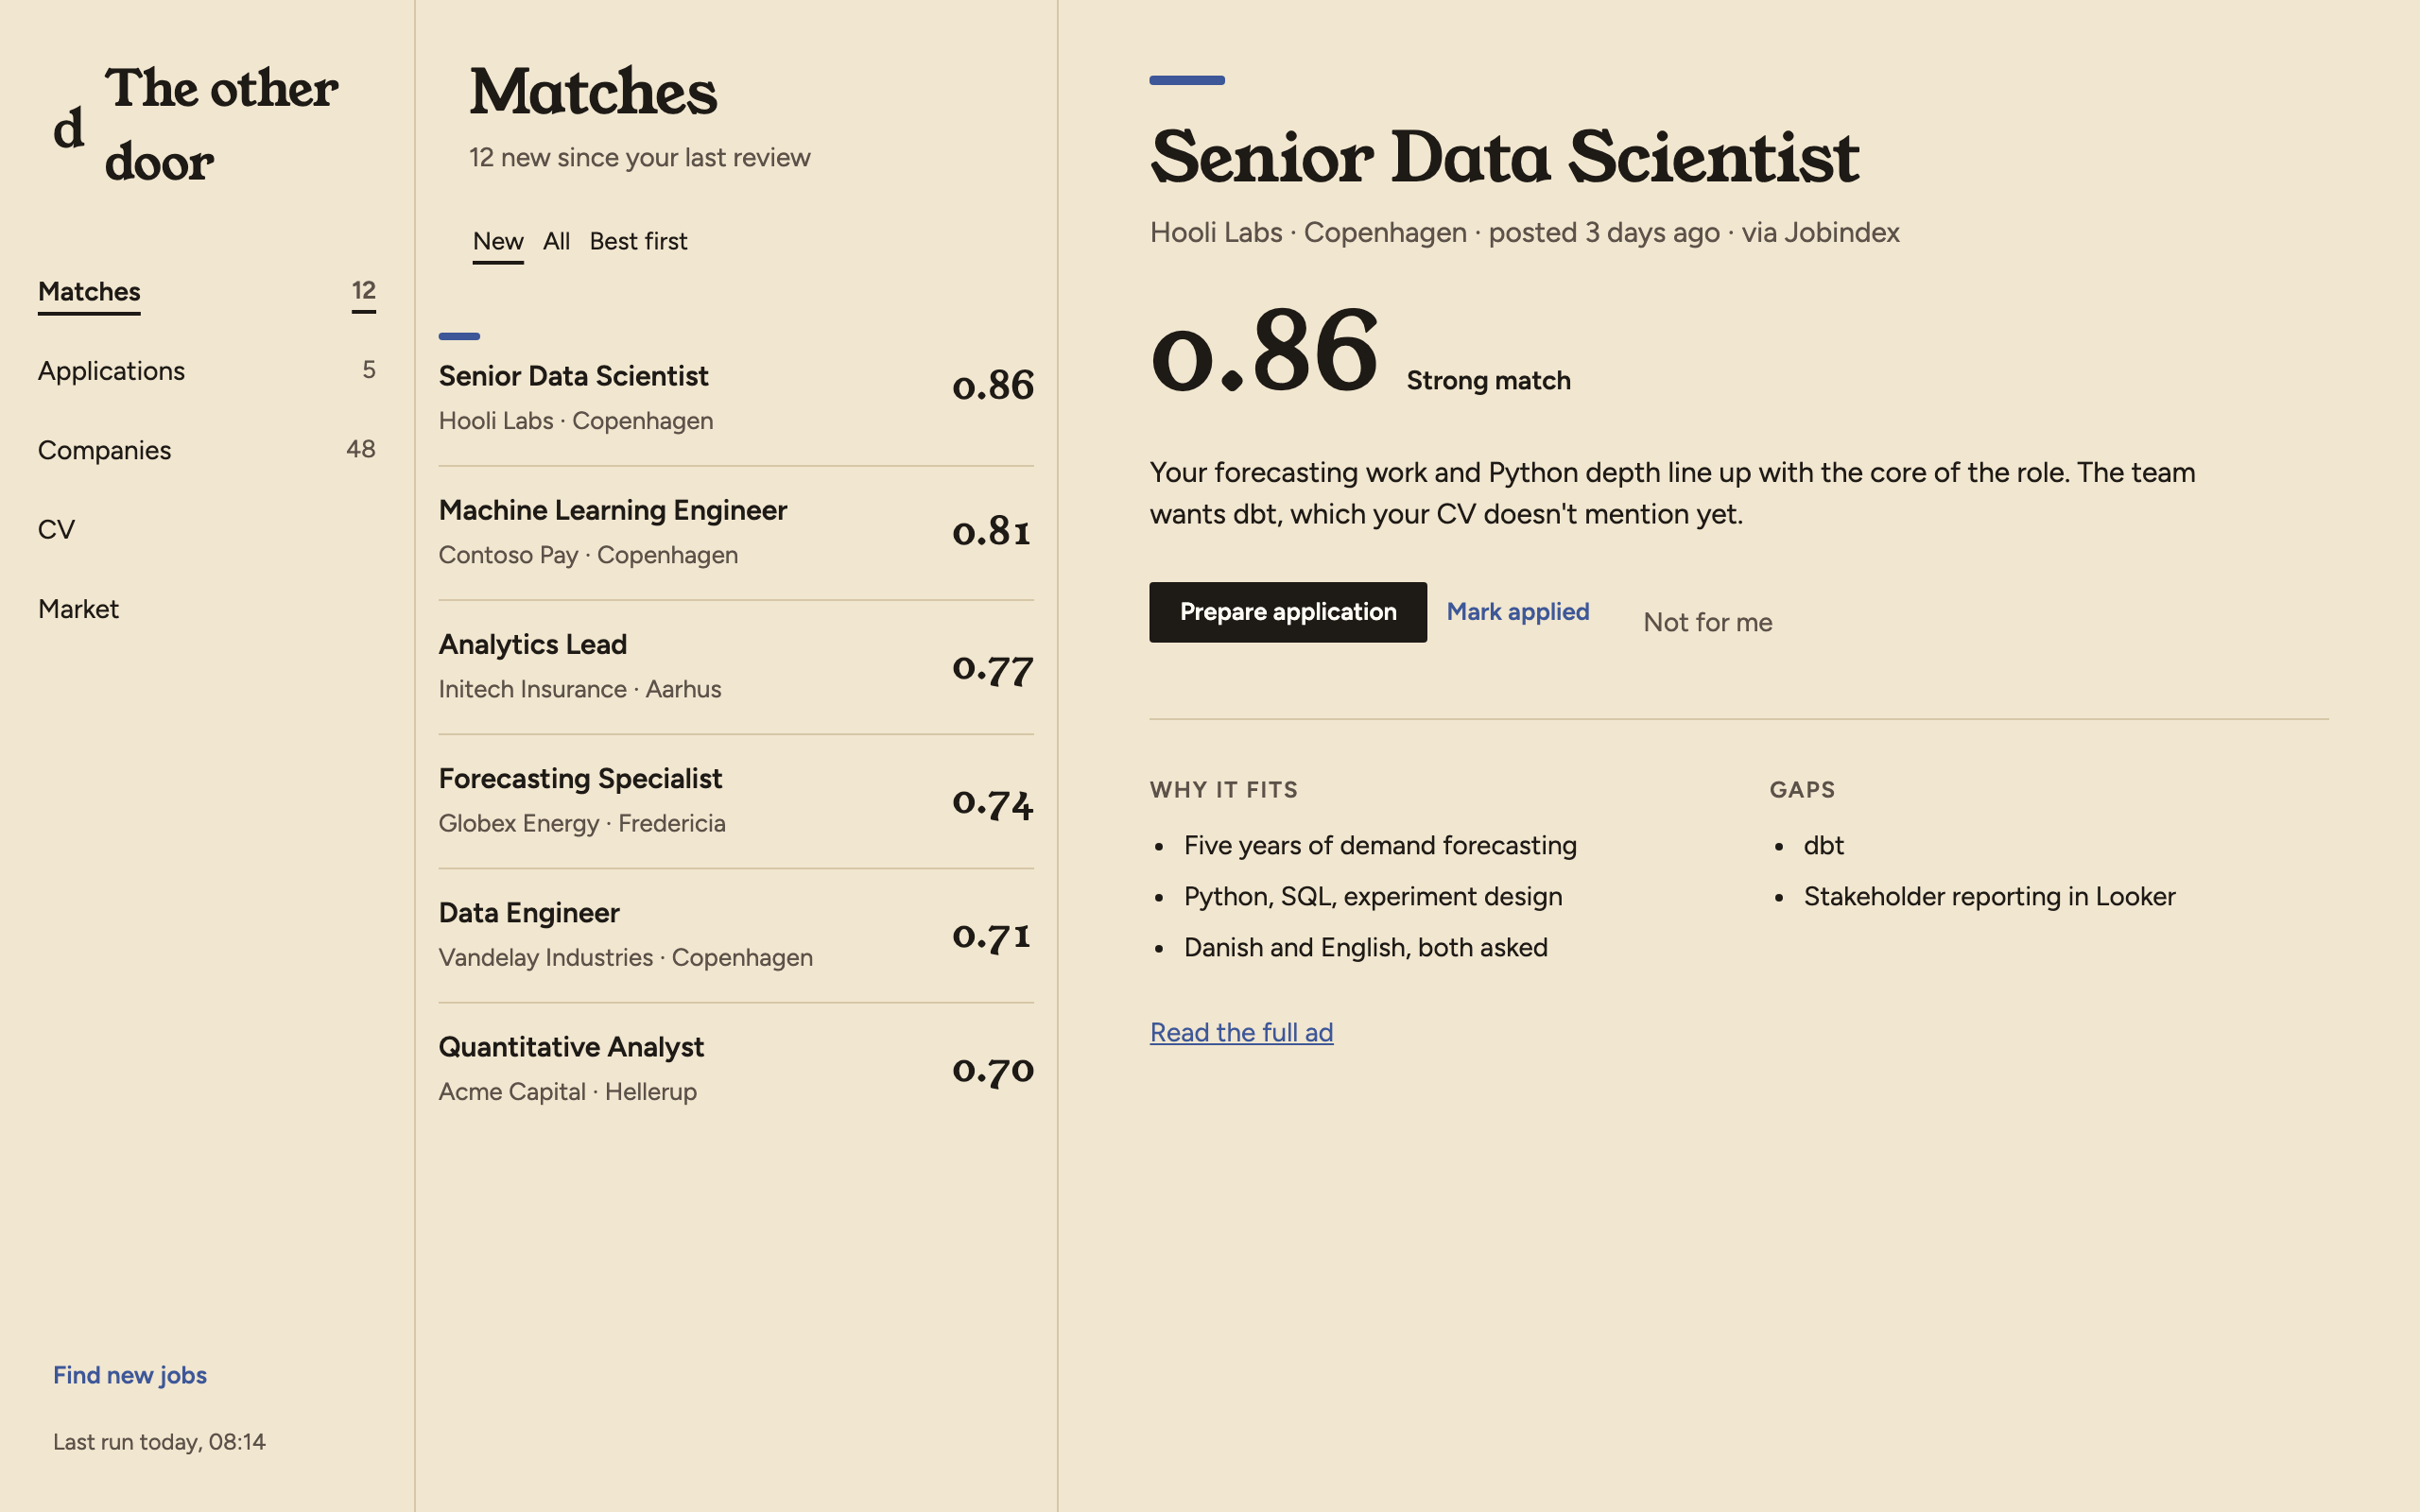 d
The other
door
Matches 12
Applications 5
Companies 48
CV
Market
Find new jobs
Last run today, 08:14
Matches
12 new since your last review
New All Best first
Senior Data Scientist
Hooli Labs · Copenhagen
0.86
Machine Learning Engineer
Contoso Pay · Copenhagen
0.81
Analytics Lead
Initech Insurance · Aarhus
0.77
Forecasting Specialist
Globex Energy · Fredericia
0.74
Data Engineer
Vandelay Industries · Copenhagen
0.71
Quantitative Analyst
Acme Capital · Hellerup
0.70
Senior Data Scientist
Hooli Labs · Copenhagen · posted 3 days ago · via Jobindex
0.86 Strong match
Your forecasting work and Python depth line up with the core of the role. The team
wants dbt, which your CV doesn't mention yet.
Prepare application Mark applied Not for me
WHY IT FITS
• Five years of demand forecasting
• Python, SQL, experiment design
• Danish and English, both asked
GAPS
• dbt
• Stakeholder reporting in Looker
Read the full ad